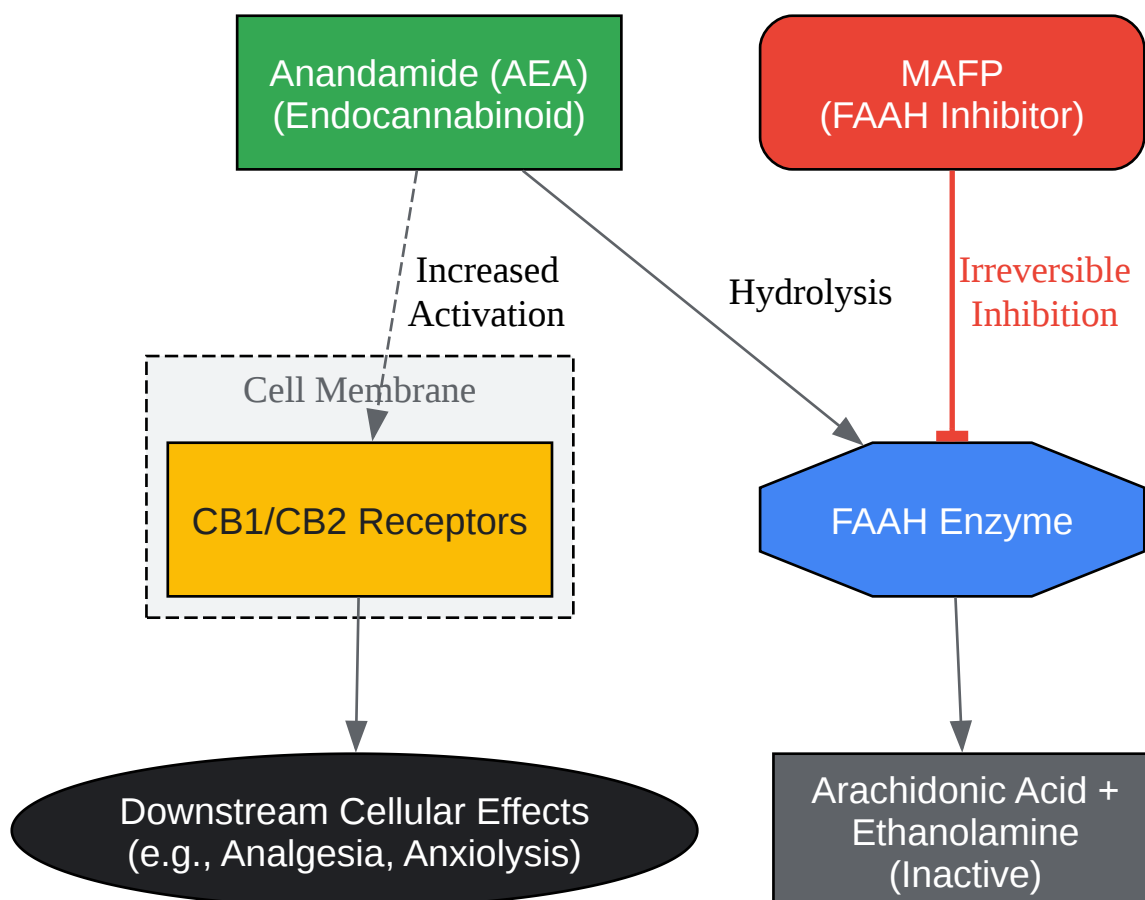 Anandamide (AEA)
(Endocannabinoid)
MAFP
(FAAH Inhibitor)
Increased
Activation
Hydrolysis
Irreversible
Inhibition
Cell Membrane
CB1/CB2 Receptors
FAAH Enzyme
Downstream Cellular Effects
(e.g., Analgesia, Anxiolysis)
Arachidonic Acid +
Ethanolamine
(Inactive)